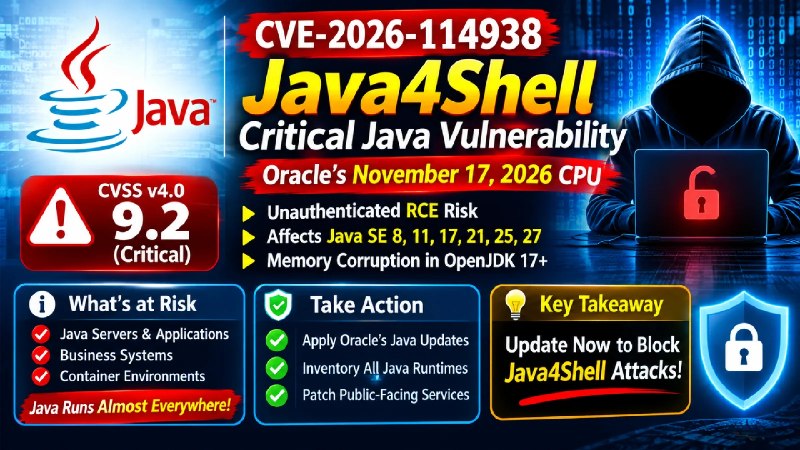 Java™
CVE-2026-114938
Java4Shell
Critical Java Vulnerability
Oracle's November 17, 2026 CPU
CVSS v4.0
9.2
(Critical)
Unauthenticated RCE Risk
Affects Java SE 8, 11, 17, 21, 25, 27
Memory Corruption in OpenJDK 17+
What's at Risk
Java Servers & Applications
Business Systems
Container Environments
Java Runs Almost Everywhere!
Take Action
Apply Oracle's Java Updates
Inventory All Java Runtimes
Patch Public-Facing Services
Key Takeaway
Update Now to Block
Java4Shell Attacks!